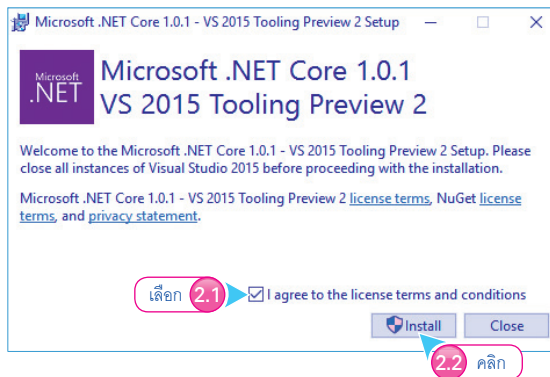 Microsoft .NET Core 1.0.1 - VS 2015 Tooling Preview 2 Setup
Microsoft
.NET
Microsoft .NET Core 1.0.1
VS 2015 Tooling Preview 2
Welcome to the Microsoft .NET Core 1.0.1 - VS 2015 Tooling Preview 2 Setup. Please
close all instances of Visual Studio 2015 before proceeding with the installation.
Microsoft .NET Core 1.0.1 - VS 2015 Tooling Preview 2 license terms, NuGet license
terms, and privacy statement.
เลือก 2.1 I agree to the license terms and conditions
Install Close
2.2 คลิก